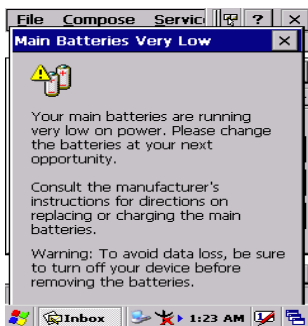 File Compose Servic ?
Main Batteries Very Low
Your main batteries are running
very low on power. Please change
the batteries at your next
opportunity.
Consult the manufacturer's
instructions for directions on
replacing or charging the main
batteries.
Warning: To avoid data loss, be sure
to turn off your device before
removing the batteries.
Inbox 1:23 AM